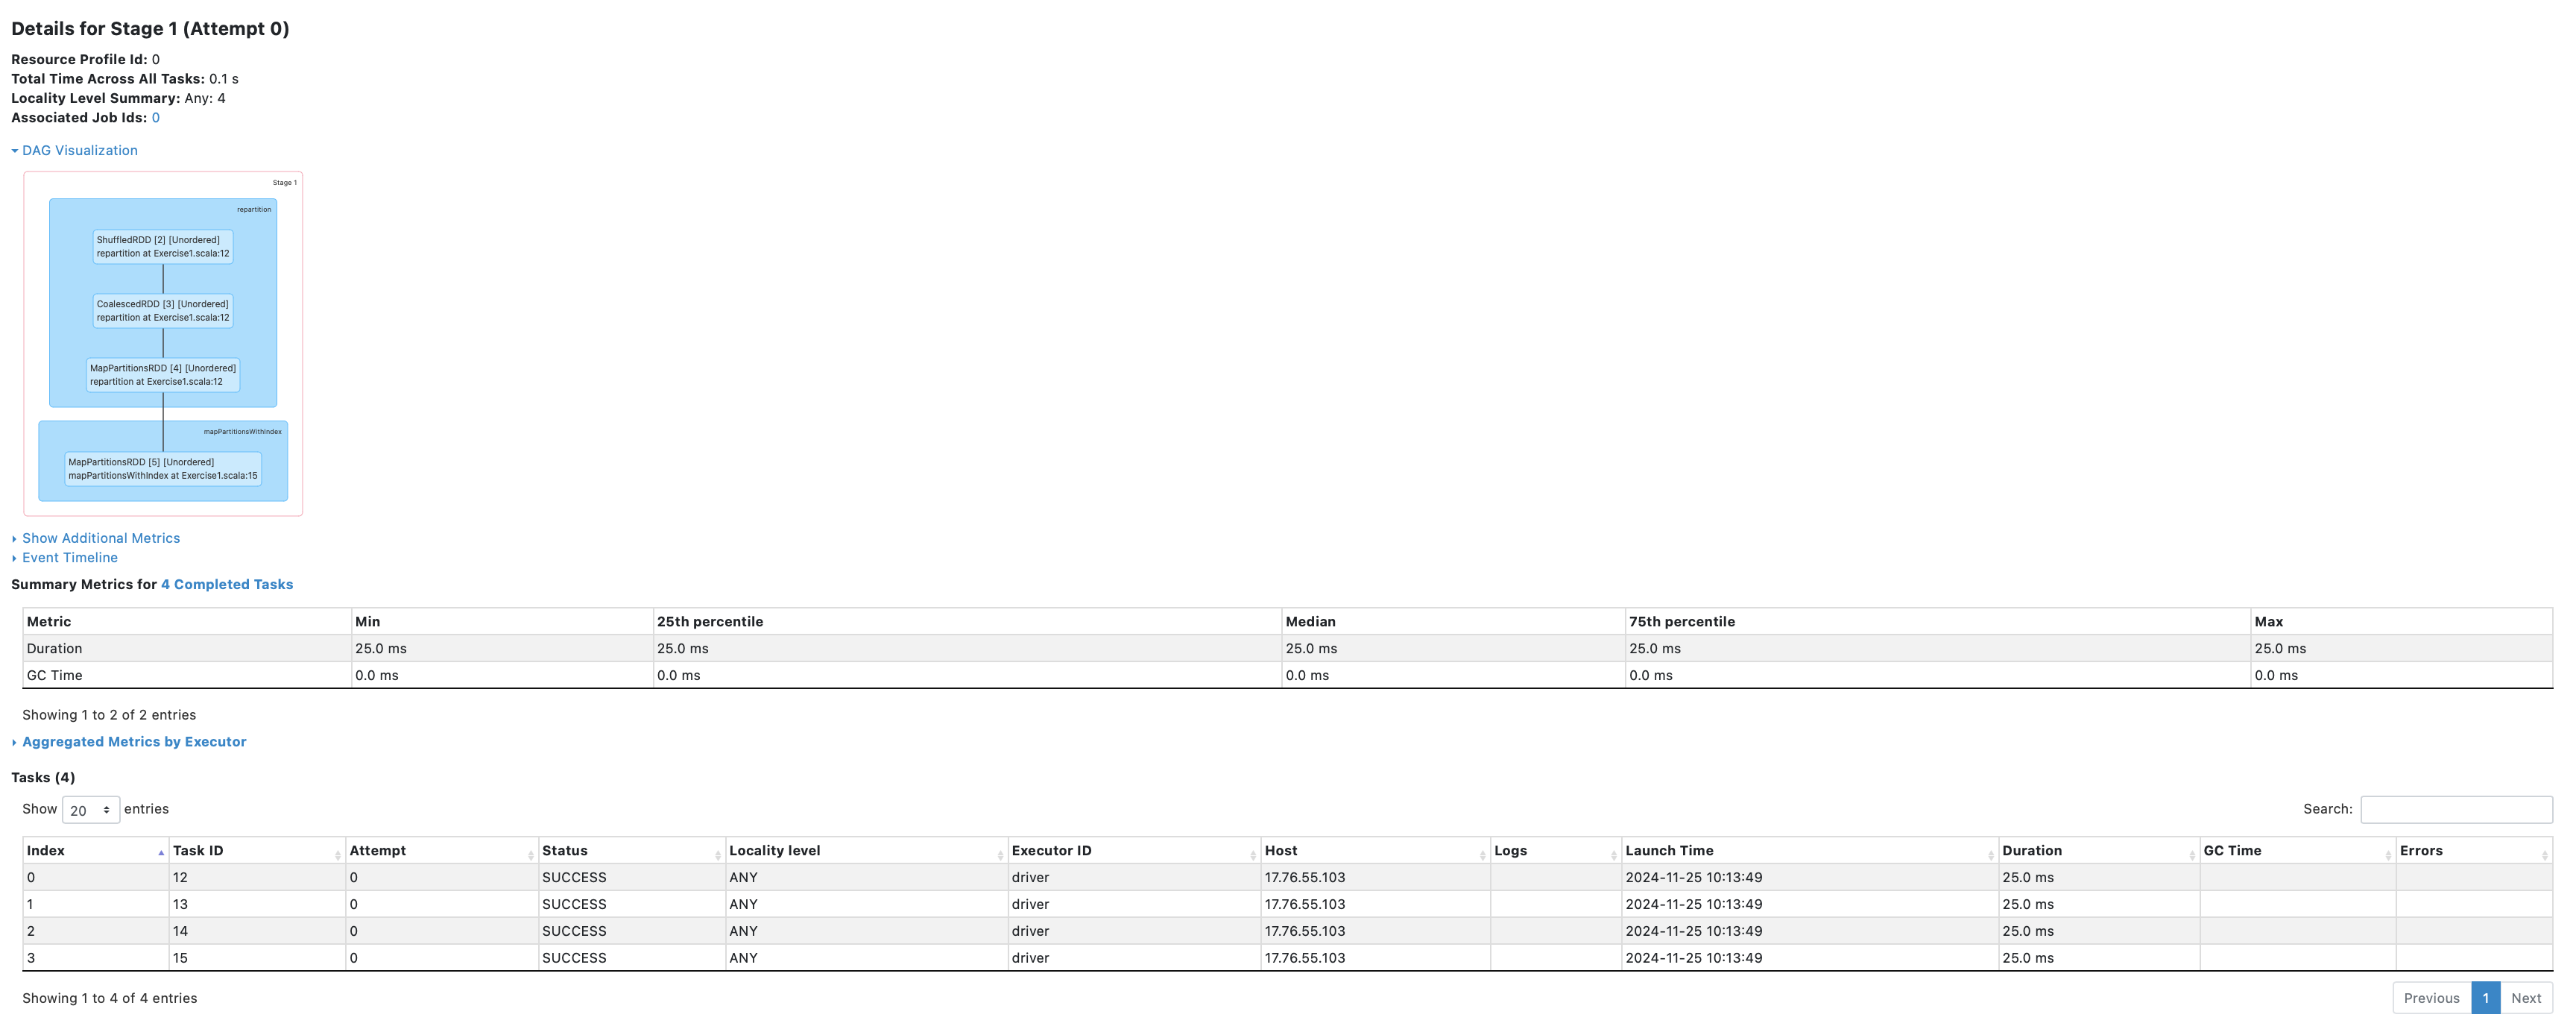 Details for Stage 1 (Attempt 0)
Resource Profile Id: 0
Total Time Across All Tasks: 0.1 s
Locality Level Summary: Any: 4
Associated Job Ids: 0
DAG Visualization
Stage 1
repartition
ShuffledRDD [2] [Unordered]
repartition at Exercise1.scala:12
CoalescedRDD [3] [Unordered]
repartition at Exercise1.scala:12
MapPartitionsRDD [4] [Unordered]
repartition at Exercise1.scala:12
mapPartitionsWithIndex
MapPartitionsRDD [5] [Unordered]
mapPartitionsWithIndex at Exercise1.scala:15
Show Additional Metrics
Event Timeline
Summary Metrics for 4 Completed Tasks
Metric Min 25th percentile Median 75th percentile Max
Duration 25.0 ms 25.0 ms 25.0 ms 25.0 ms 25.0 ms
GC Time 0.0 ms 0.0 ms 0.0 ms 0.0 ms 0.0 ms
Showing 1 to 2 of 2 entries
Aggregated Metrics by Executor
Tasks (4)
Show 20 entries Search:
Index Task ID Attempt Status Locality level Executor ID Host Logs Launch Time Duration GC Time Errors
0 12 0 SUCCESS ANY driver 17.76.55.103 2024-11-25 10:13:49 25.0 ms
1 13 0 SUCCESS ANY driver 17.76.55.103 2024-11-25 10:13:49 25.0 ms
2 14 0 SUCCESS ANY driver 17.76.55.103 2024-11-25 10:13:49 25.0 ms
3 15 0 SUCCESS ANY driver 17.76.55.103 2024-11-25 10:13:49 25.0 ms
Showing 1 to 4 of 4 entries Previous 1 Next